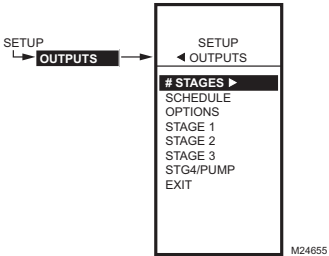 SETUP
OUTPUTS
SETUP
◄ OUTPUTS
# STAGES ►
SCHEDULE
OPTIONS
STAGE 1
STAGE 2
STAGE 3
STG4/PUMP
EXIT
M24655